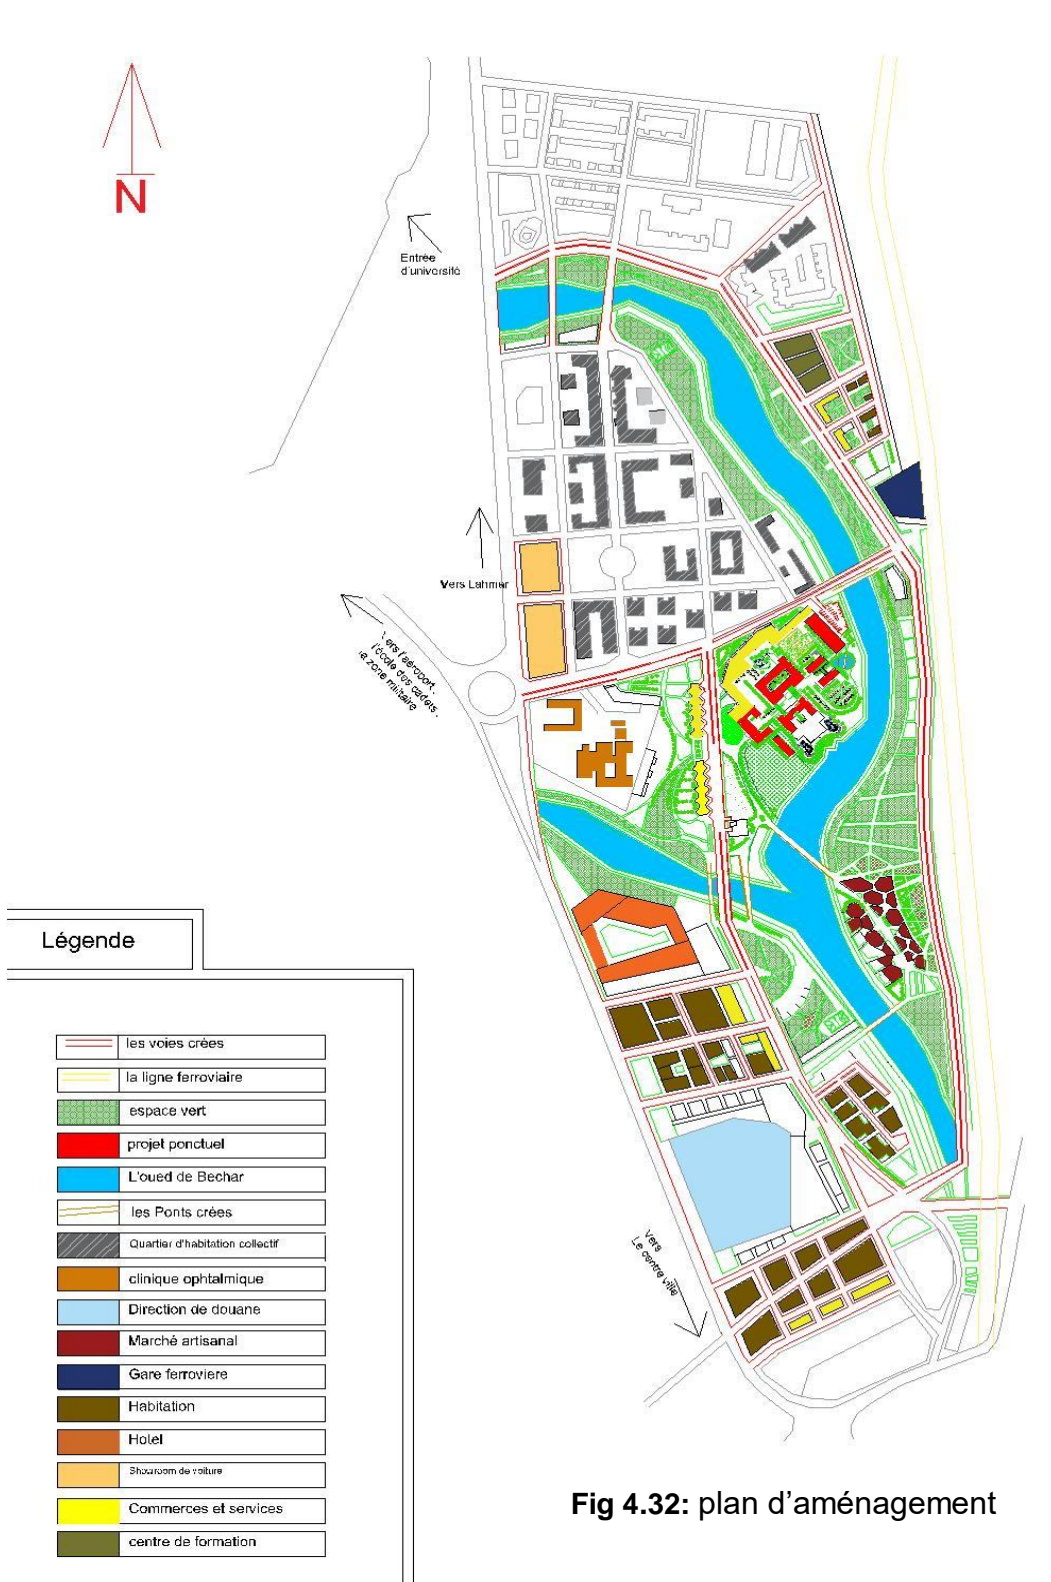 N
Entrée
d'université
Vers Lahmar
Vers l'aéroport,
l'école des cadets,
la zone militaire
Vers
Le centre ville
Légende
les voies crées
la ligne ferroviaire
espace vert
projet ponctuel
L'oued de Bechar
les Ponts crées
Quartier d'habitation collectif
clinique ophtalmique
Direction de douane
Marché artisanal
Gare ferroviere
Habitation
Hotel
Showroom de voiture
Commerces et services
centre de formation
Fig 4.32: plan d'aménagement